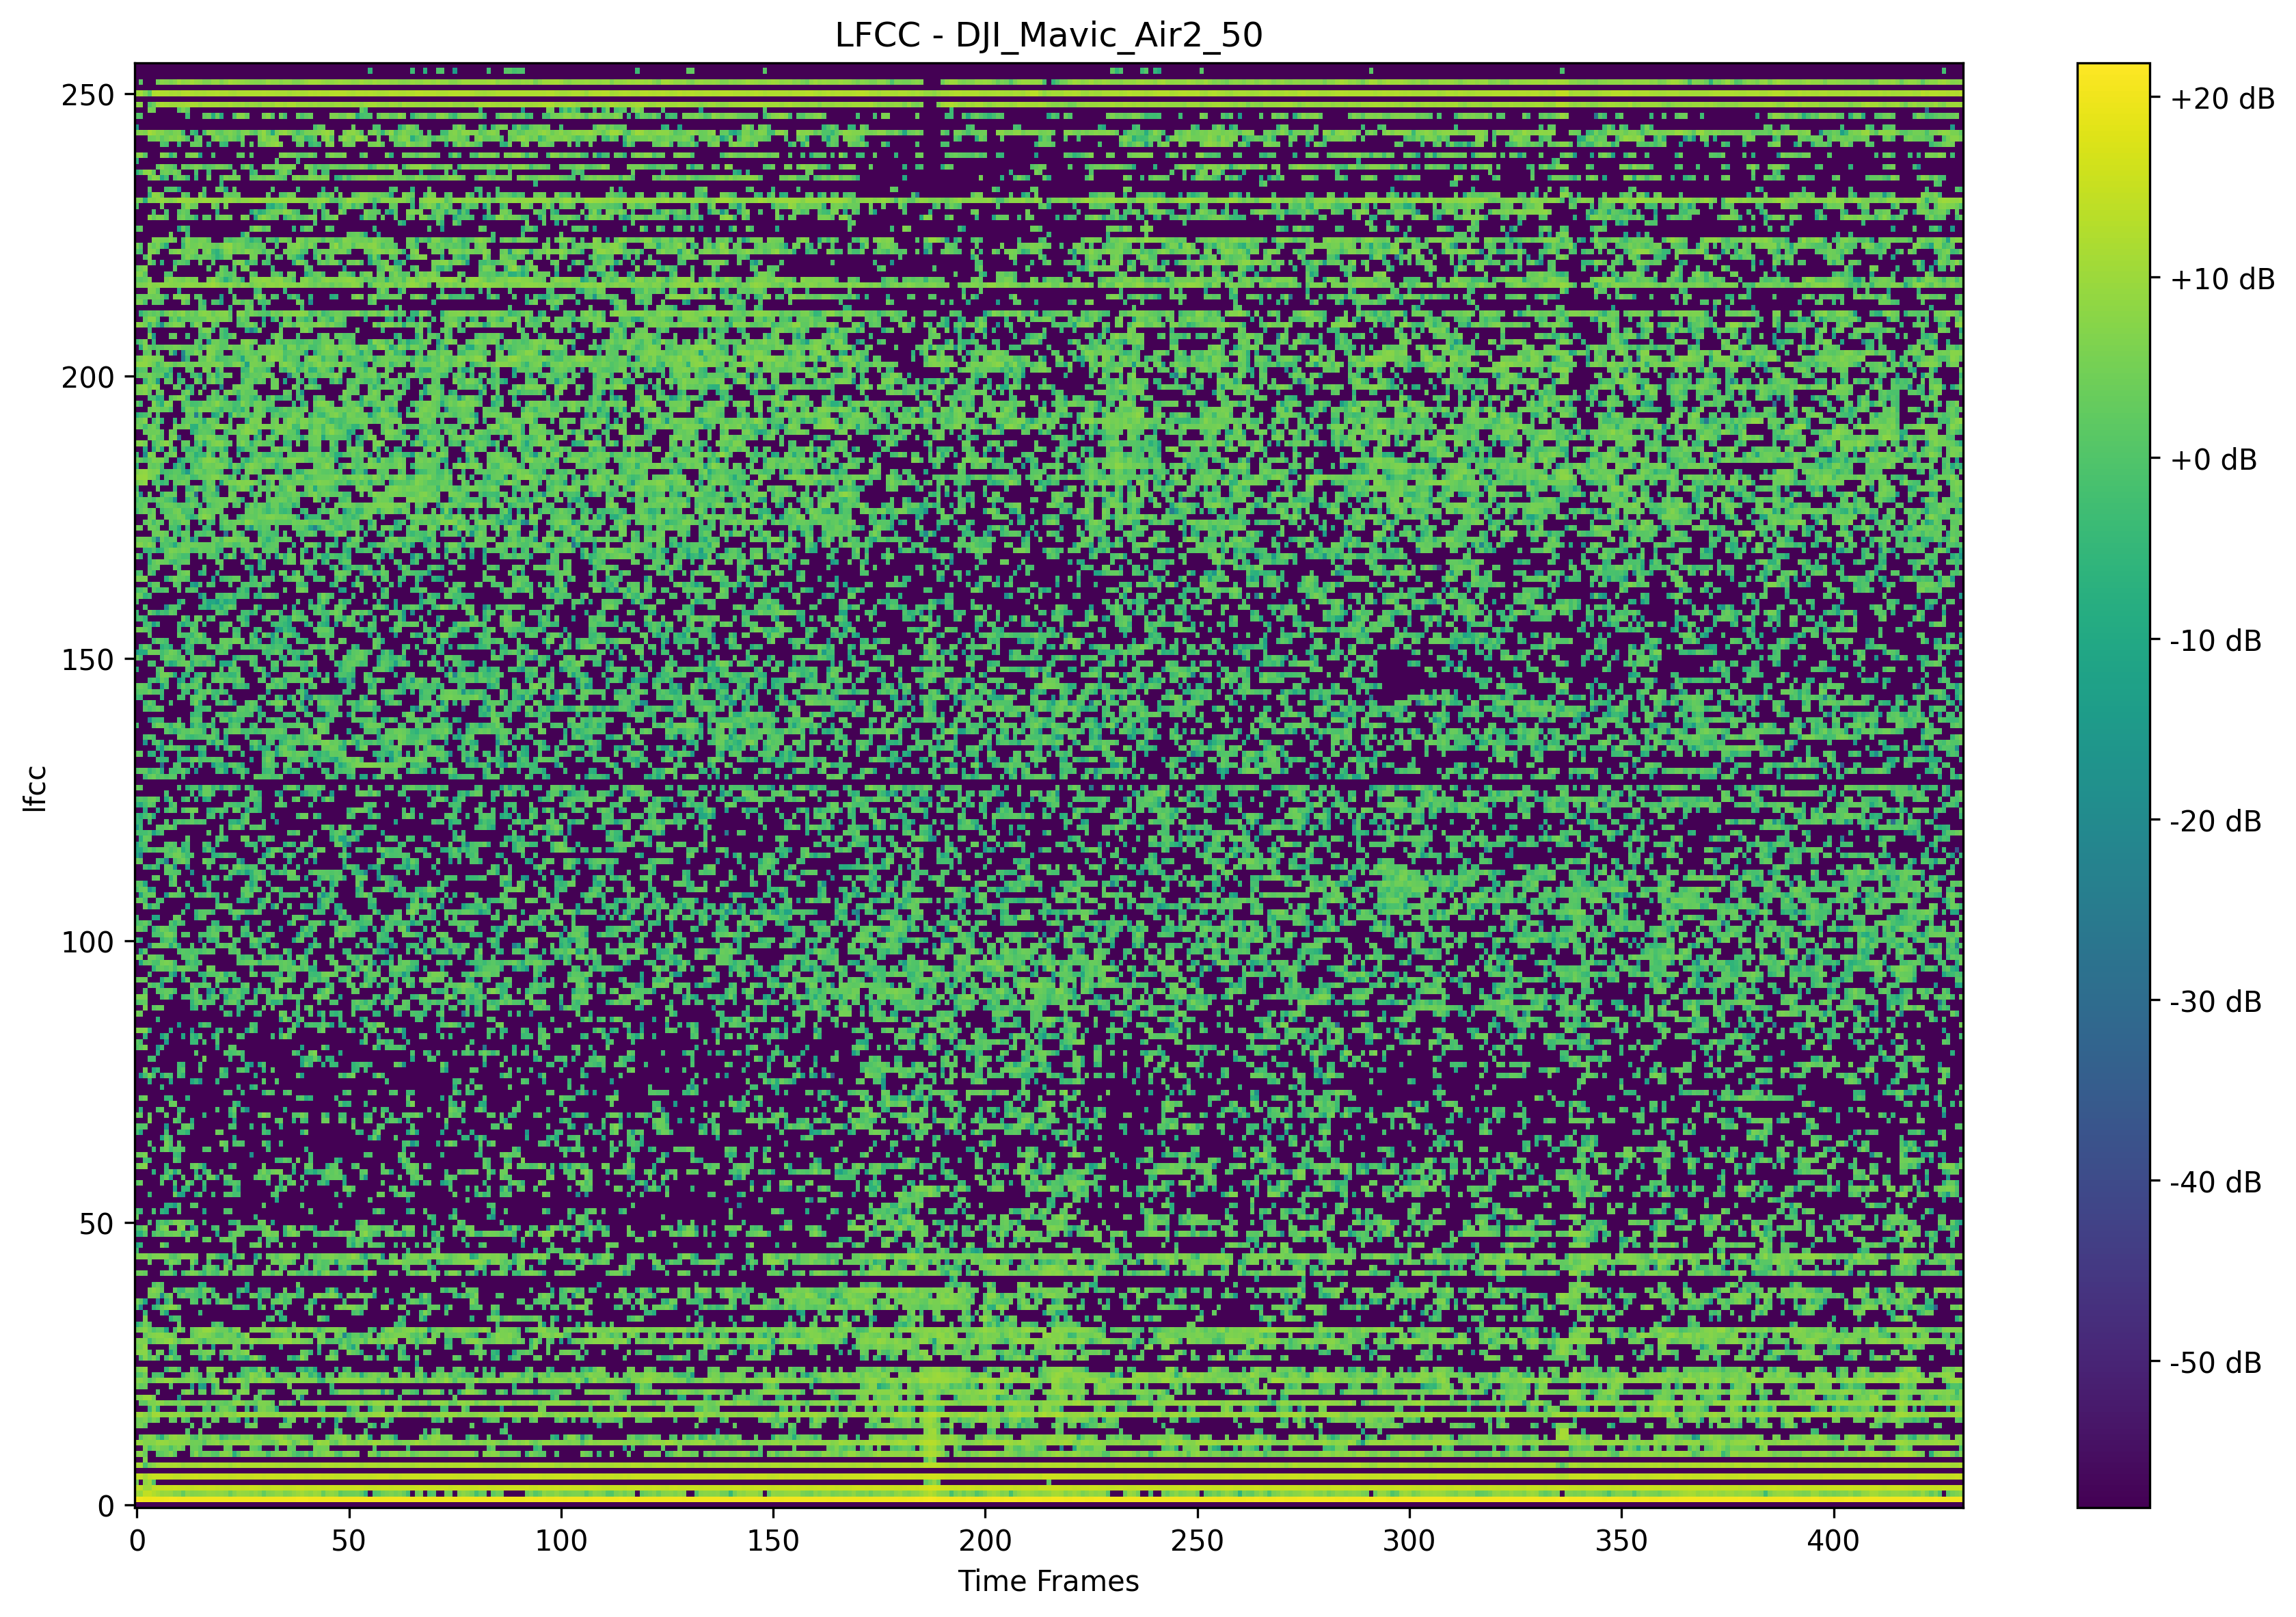 LFCC - DJI_Mavic_Air2_50
250
200
150
100
50
0
lfcc
0
50
100
150
200
250
300
350
400
Time Frames
+20 dB
+10 dB
+0 dB
-10 dB
-20 dB
-30 dB
-40 dB
-50 dB